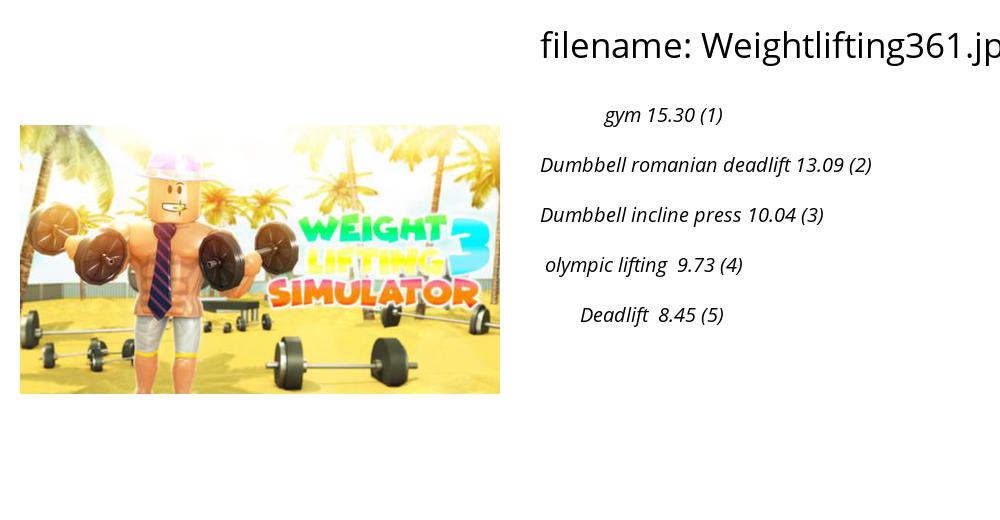 filename: Weightlifting361.jp
gym 15.30 (1)
Dumbbell romanian deadlift 13.09 (2)
Dumbbell incline press 10.04 (3)
olympic lifting 9.73 (4)
Deadlift 8.45 (5)
WEIGHT
LIFTING 3
SIMULATOR